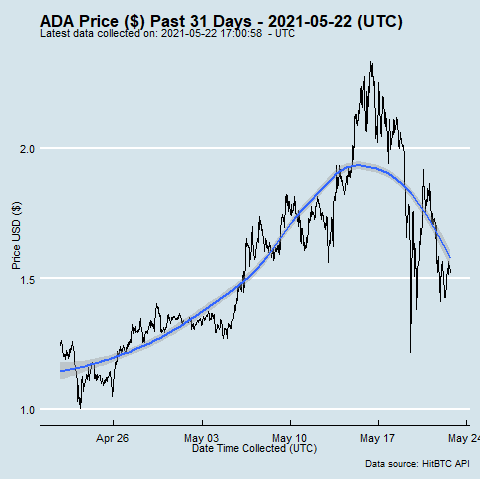 ADA Price ($) Past 31 Days - 2021-05-22 (UTC)
Latest data collected on: 2021-05-22 17:00:58 - UTC
2.0
1.5
1.0
Price USD ($)
Apr 26
May 03
May 10
May 17
May 24
Date Time Collected (UTC)
Data source: HitBTC API